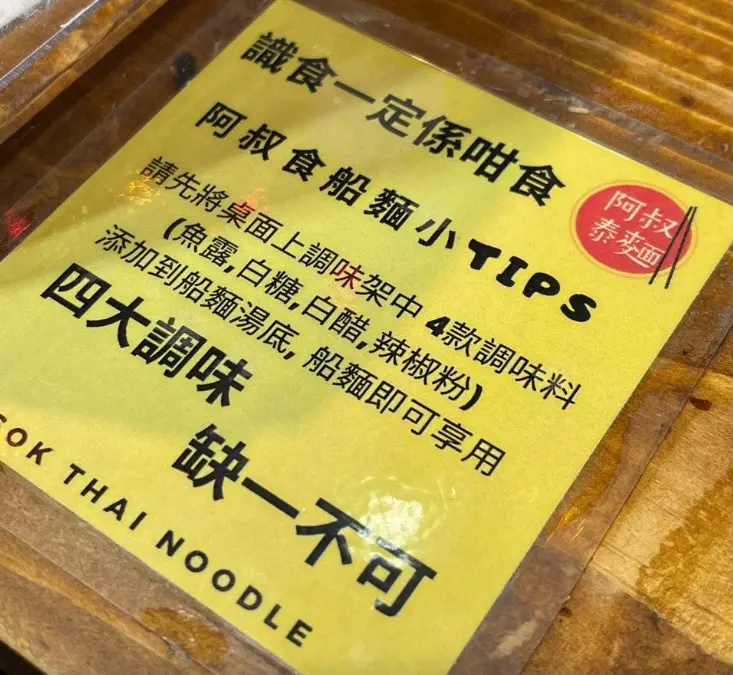 識食一定係咁食
阿叔食船麵小TIPS
阿叔
泰麵
請先將桌面上調味架中 4款調味料
(魚露,白糖,白醋,辣椒粉)
添加到船麵湯底, 船麵即可享用
四大調味
缺一不可
SOK THAI NOODLE